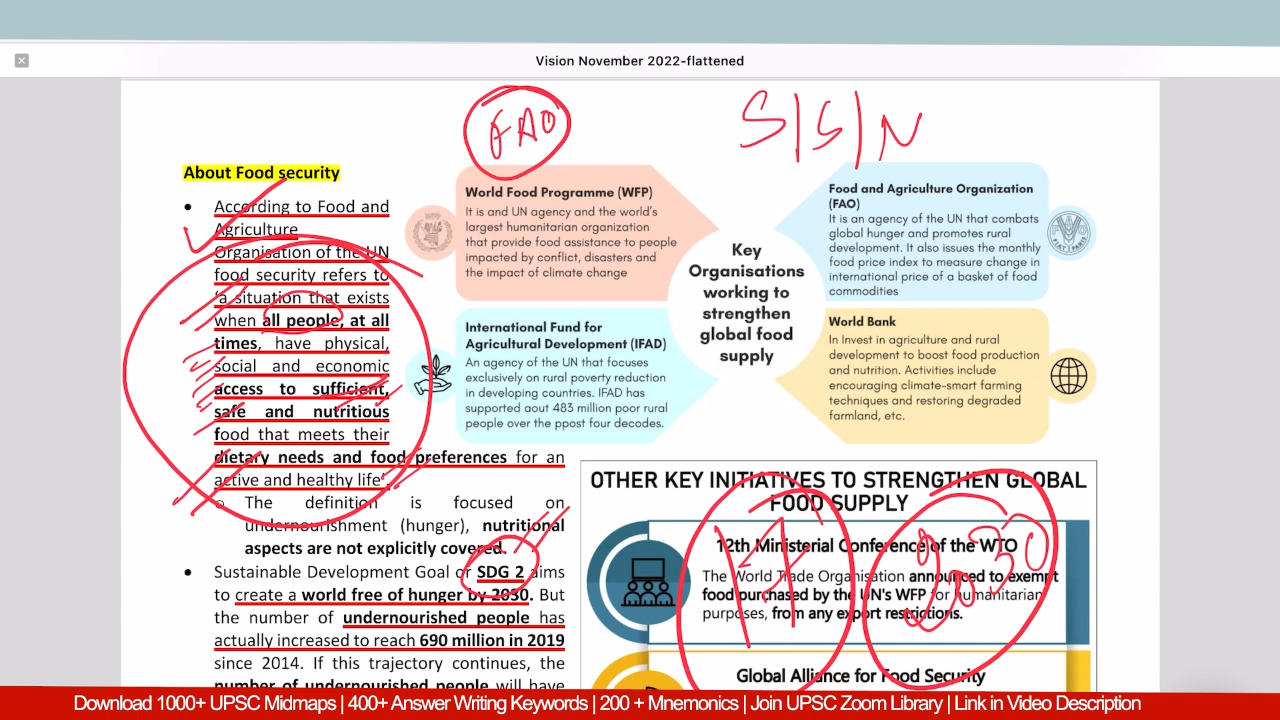 Vision November 2022-flattened
FAO
S/S/N
About Food security
According to Food and
Agriculture
Organisation of the UN
food security refers to
'a situation that exists
when all people, at all
times, have physical,
social and economic
access to sufficient,
safe and nutritious
food that meets their
dietary needs and food preferences for an
active and healthy life'.
The definition is focused on
undernourishment (hunger), nutritional
aspects are not explicitly covered.
Sustainable Development Goal or SDG 2 aims
to create a world free of hunger by 2030. But
the number of undernourished people has
actually increased to reach 690 million in 2019
since 2014. If this trajectory continues, the
number of undernourished people will have
World Food Programme (WFP)
It is and UN agency and the world's
largest humanitarian organization
that provide food assistance to people
impacted by conflict, disasters and
the impact of climate change
Food and Agriculture Organization
(FAO)
It is an agency of the UN that combats
global hunger and promotes rural
development. It also issues the monthly
food price index to measure change in
international price of a basket of food
commodities
Key
Organisations
working to
strengthen
global food
supply
International Fund for
Agricultural Development (IFAD)
An agency of the UN that focuses
exclusively on rural poverty reduction
in developing countries. IFAD has
supported aout 483 million poor rural
people over the ppost four decades.
World Bank
In Invest in agriculture and rural
development to boost food production
and nutrition. Activities include
encouraging climate-smart farming
techniques and restoring degraded
farmland, etc.
OTHER KEY INITIATIVES TO STRENGTHEN GLOBAL
FOOD SUPPLY
17
2030
12th Ministerial Conference of the WTO
The World Trade Organisation announced to exempt
food purchased by the UN's WFP for humanitarian
purposes, from any export restrictions.
Global Alliance for Food Security
Download 1000+ UPSC Midmaps | 400+ Answer Writing Keywords | 200 + Mnemonics | Join UPSC Zoom Library | Link in Video Description